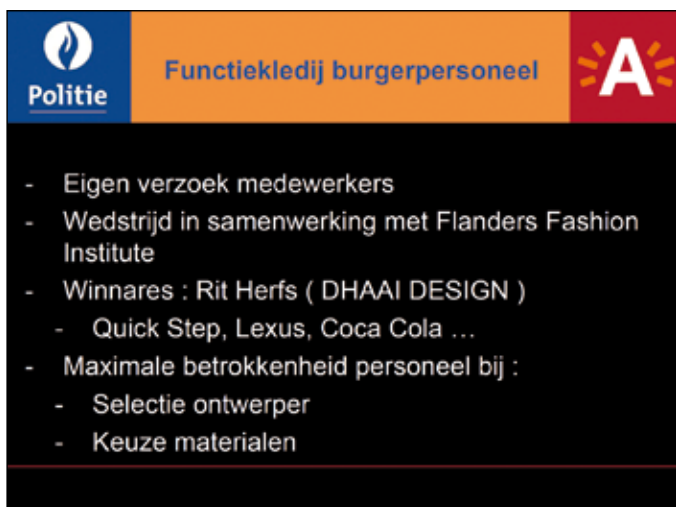 Politie
Functiekledij burgerpersoneel
A
- Eigen verzoek medewerkers
- Wedstrijd in samenwerking met Flanders Fashion
Institute
- Winnares : Rit Herfs ( DHAAI DESIGN )
- Quick Step, Lexus, Coca Cola ...
- Maximale betrokkenheid personeel bij :
- Selectie ontwerper
- Keuze materialen